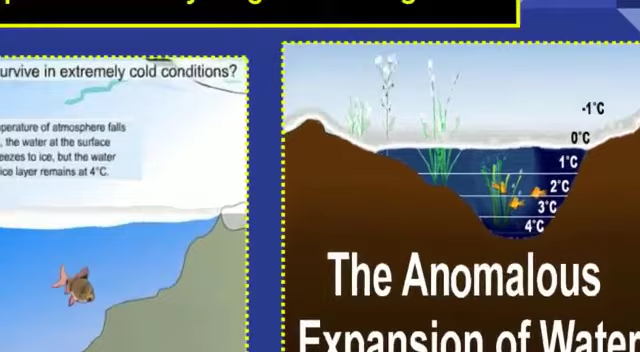 urvive in extremely cold conditions?
perature of atmosphere falls
, the water at the surface
eezes to ice, but the water
ice layer remains at 4°C.
-1°C
0°C
1°C
2°C
3°C
4°C
The Anomalous
Expansion of Water